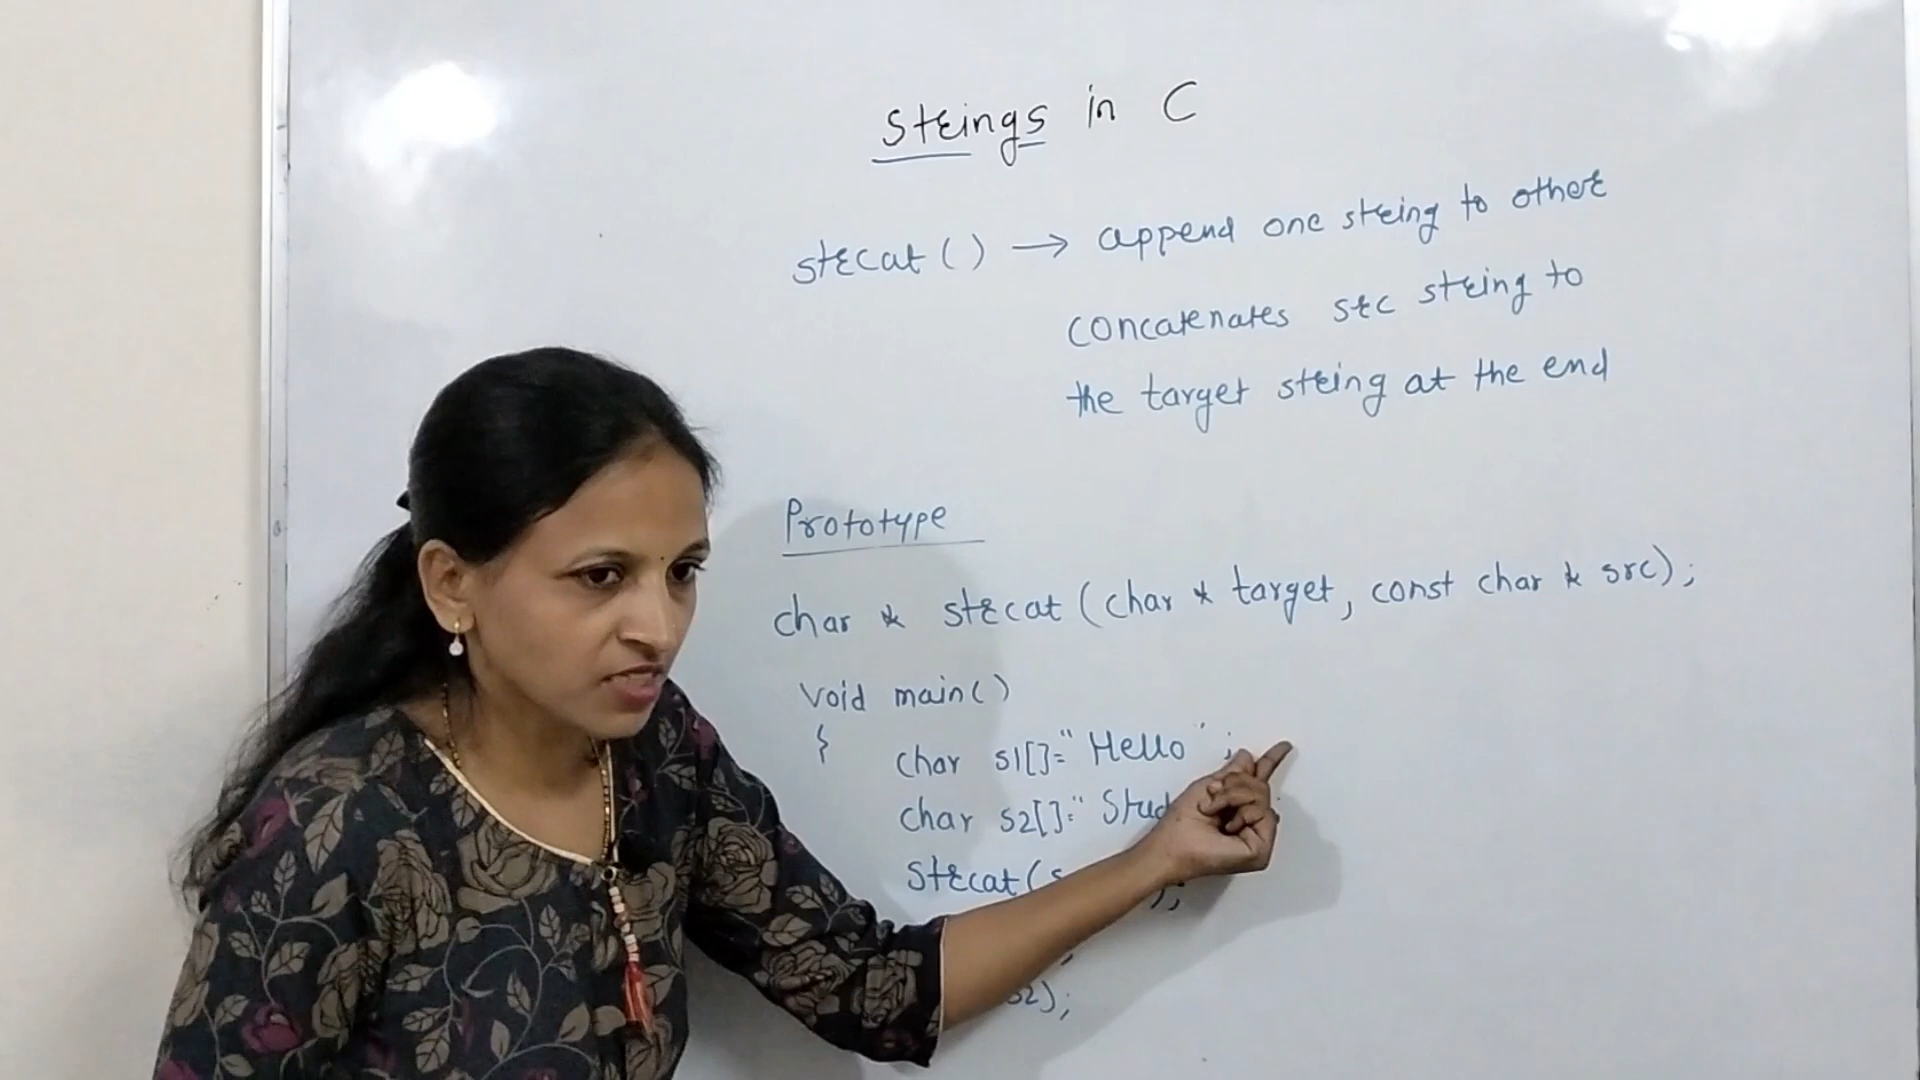 Strings in C
strcat() → append one string to other
concatenates src string to
the target string at the end
Prototype
char * strcat (char * target, const char * src);
void main()
{ char s1[]="Hello";
char s2[]="
strcat(
s2);